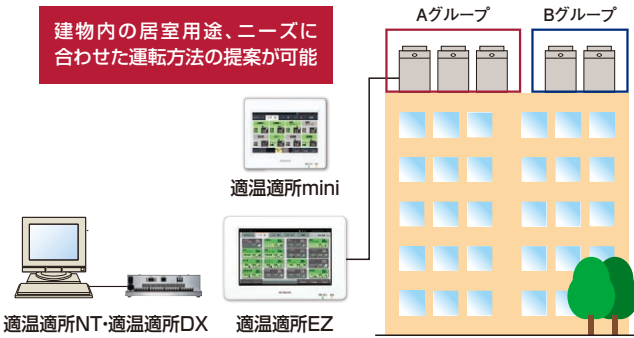 建物内の居室用途、ニーズに
合わせた運転方法の提案が可能
Aグループ
Bグループ
適温適所mini
適温適所NT・適温適所DX
適温適所EZ